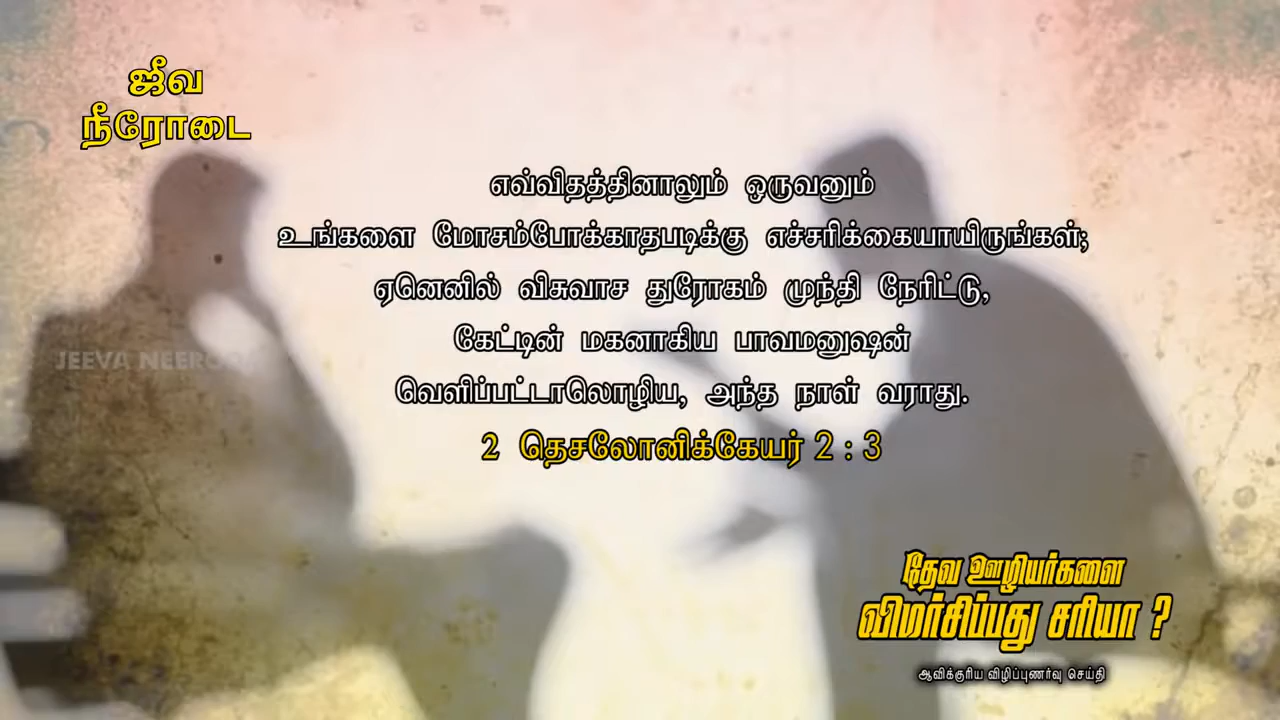 ஜீவ
நீரோடை
எவ்விதத்தினாலும் ஒருவனும்
உங்களை மோசம்போக்காதபடிக்கு எச்சரிக்கையாயிருங்கள்;
ஏனெனில் விசுவாச துரோகம் முந்தி நேரிட்டு,
கேட்டின் மகனாகிய பாவமனுஷன்
வெளிப்பட்டாலொழிய, அந்த நாள் வராது.
2 தெசலோனிக்கேயர் 2 : 3
JEEVA
தேவ ஊழியர்களை
விமர்சிப்பது சரியா ?
ஆவிக்குரிய விழிப்புணர்வு செய்தி